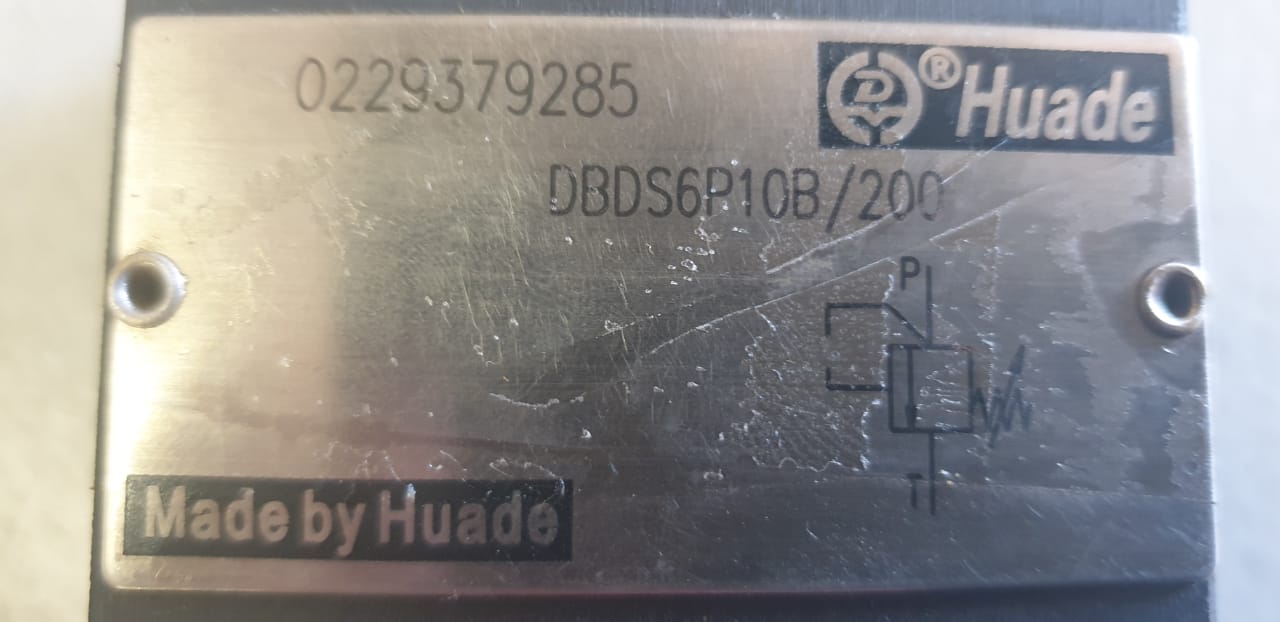 0229379285
® Huade
DBDS6P10B/200
P
T
Made by Huade